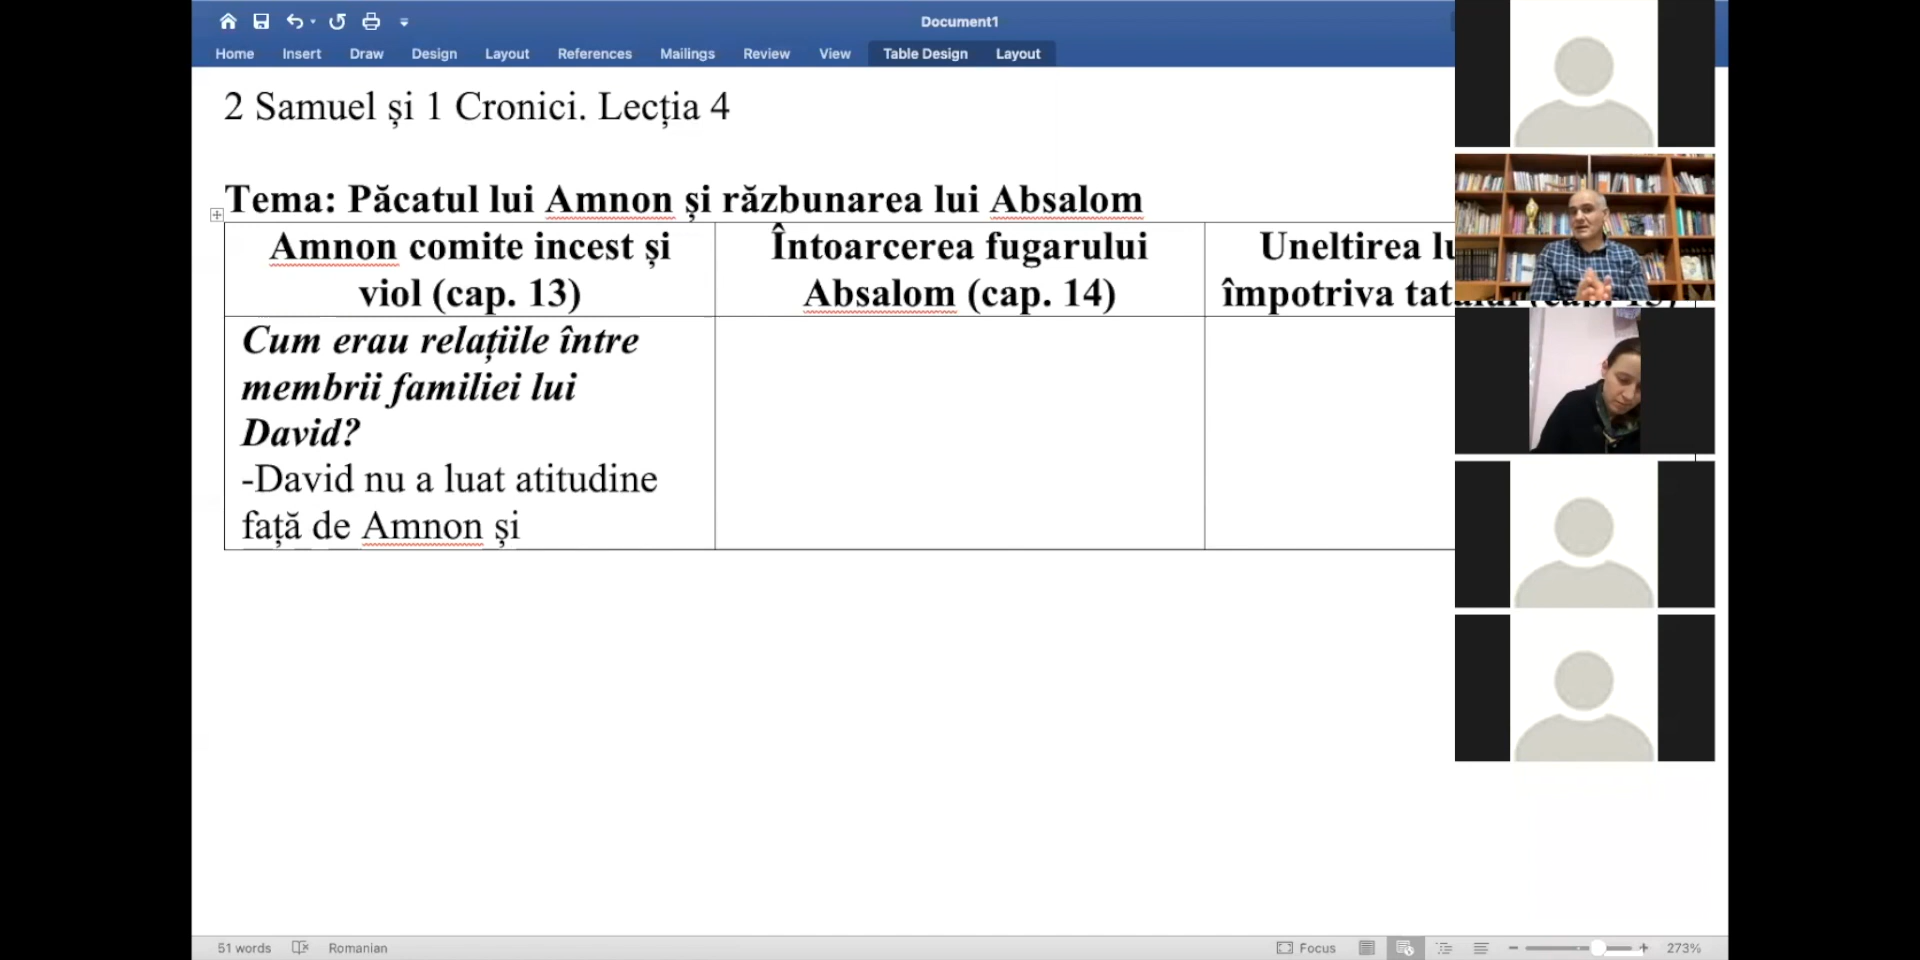 Document1
Home Insert Draw Design Layout References Mailings Review View Table Design Layout
2 Samuel și 1 Cronici. Lecția 4
Tema: Păcatul lui Amnon și răzbunarea lui Absalom
Amnon comite incest și
viol (cap. 13)
Întoarcerea fugarului
Absalom (cap. 14)
Uneltirea
împotriva
Cum erau relațiile între
membrii familiei lui
David?
-David nu a luat atitudine
față de Amnon și
51 words Romanian Focus 273%